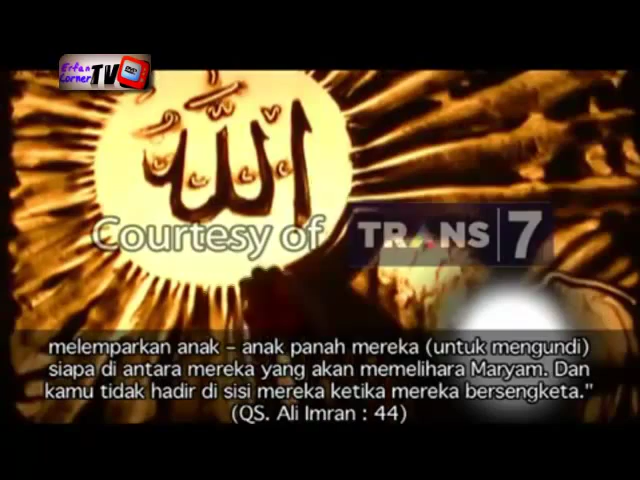 Erfan
Corner TV
الله
Courtesy of TRANS|7
melemparkan anak – anak panah mereka (untuk mengundi)
siapa di antara mereka yang akan memelihara Maryam. Dan
kamu tidak hadir di sisi mereka ketika mereka bersengketa."
(QS. Ali Imran : 44)